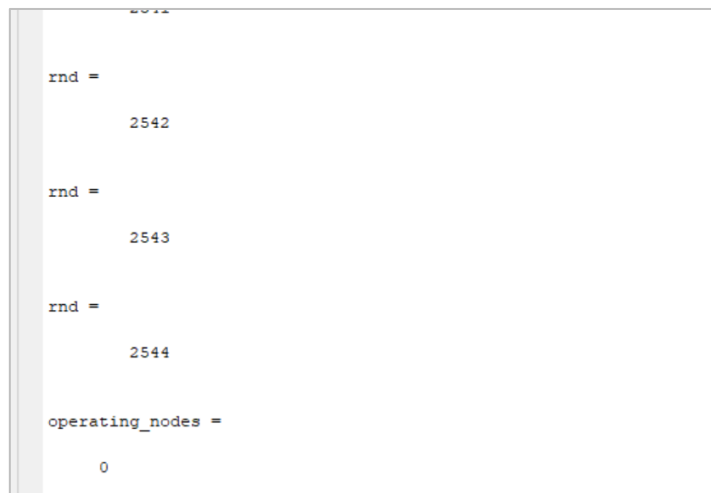 rnd =
2542
rnd =
2543
rnd =
2544
operating_nodes =
0